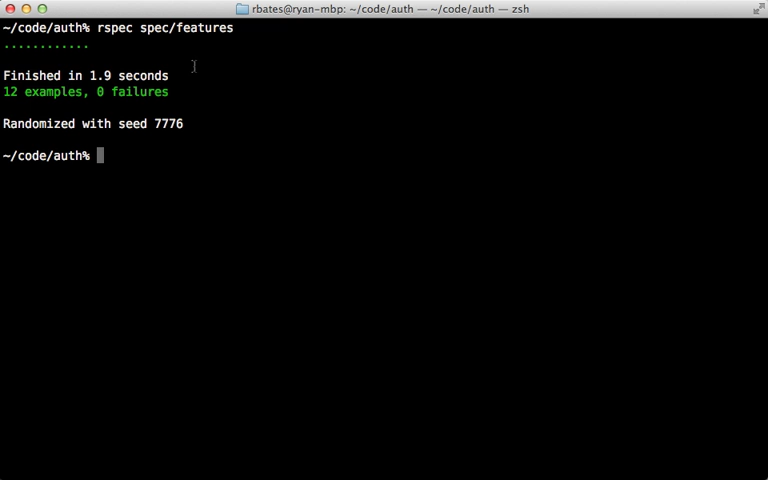 rbates@ryan-mbp: ~/code/auth — ~/code/auth — zsh
~/code/auth% rspec spec/features
............
Finished in 1.9 seconds
12 examples, 0 failures
Randomized with seed 7776
~/code/auth%